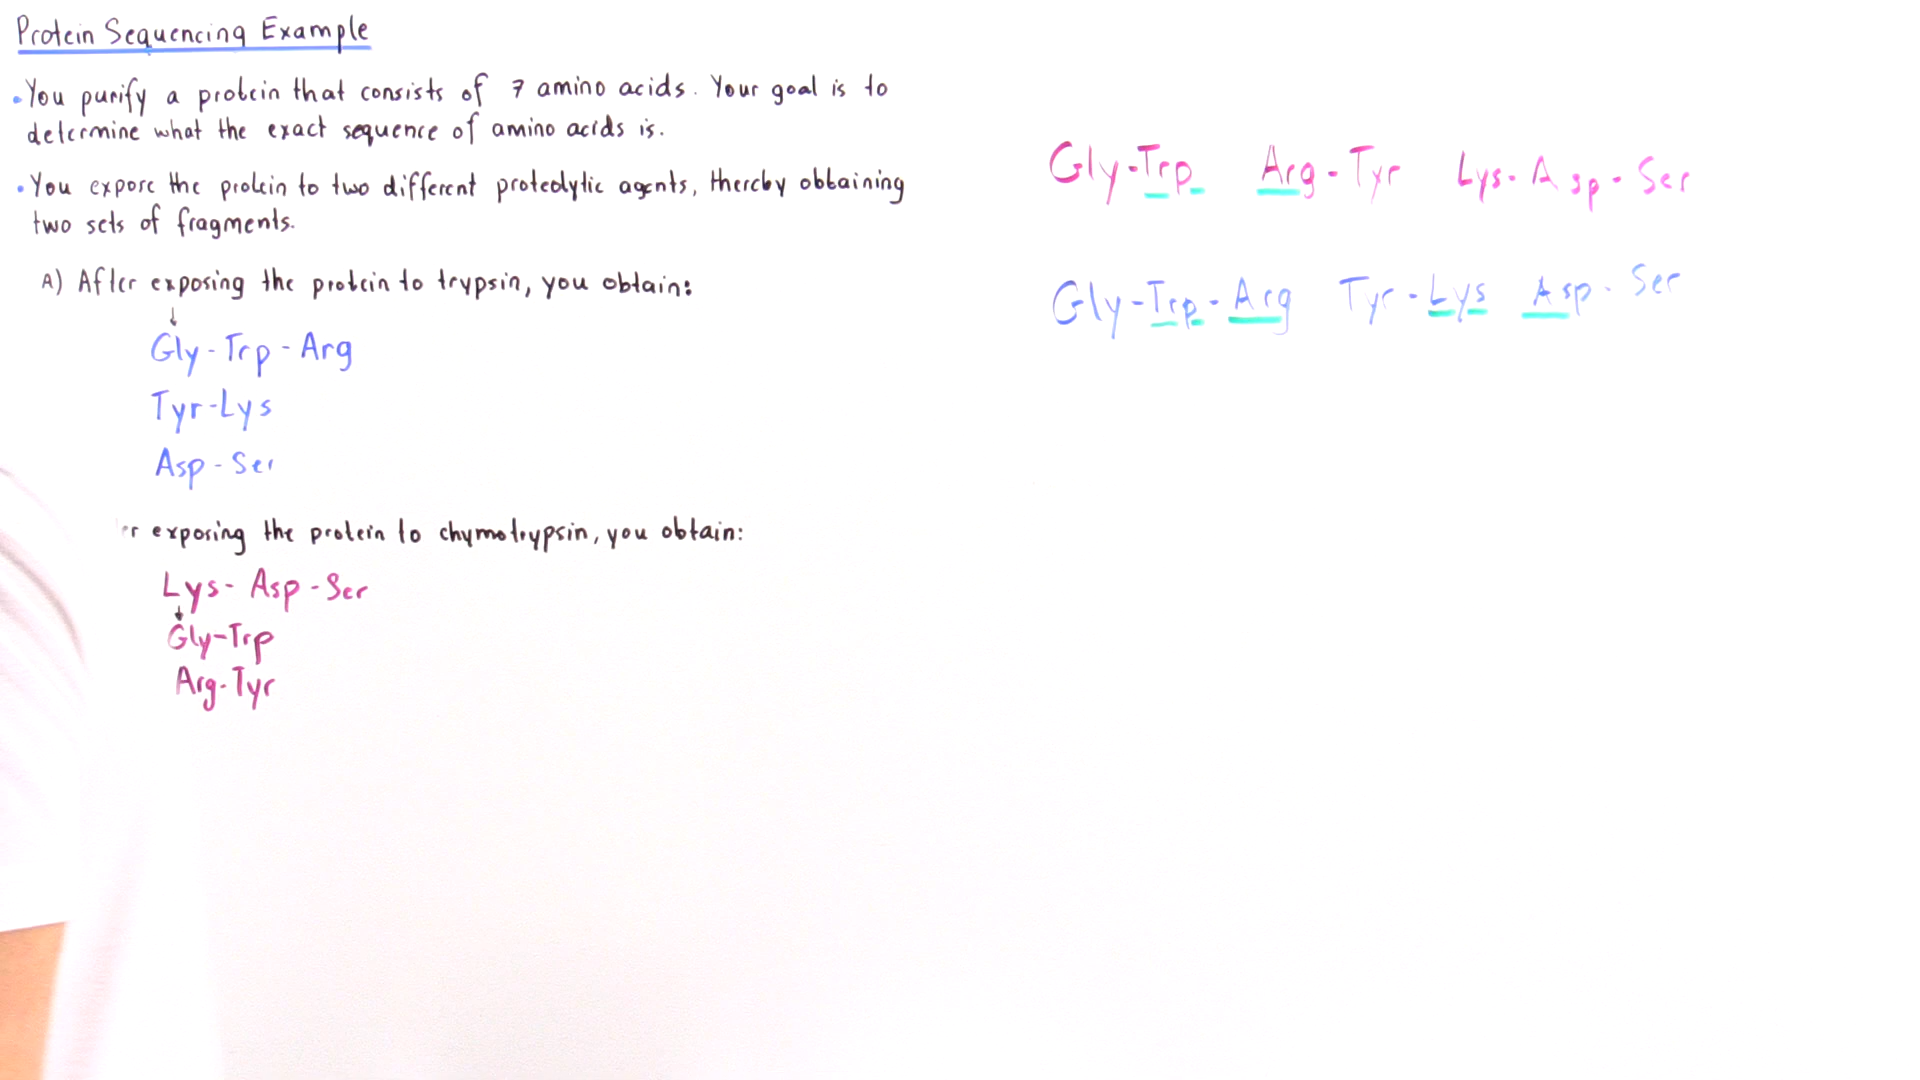 Protein Sequencing Example
• You purify a protein that consists of 7 amino acids. Your goal is to
determine what the exact sequence of amino acids is.
• You expose the protein to two different proteolytic agents, thereby obtaining
two sets of fragments.
A) After exposing the protein to trypsin, you obtain:
↓
Gly - Trp - Arg
Tyr - Lys
Asp - Ser
exposing the protein to chymotrypsin, you obtain:
Lys - Asp - Ser
↓
Gly - Trp
Arg - Tyr
Gly - Trp Arg - Tyr Lys - Asp - Ser
Gly - Trp - Arg Tyr - Lys Asp - Ser